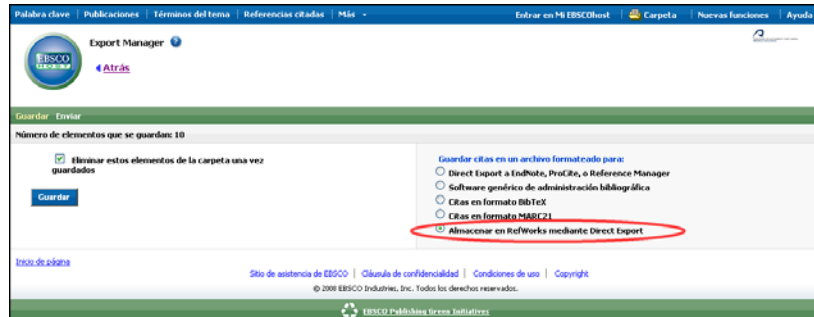 Palabra clave | Publicaciones | Términos del tema | Referencias citadas | Más
Entrar en Mi EBSCOhost | Carpeta | Nuevas funciones | Ayuda
EBSCO
HOST
Export Manager
Atrás
Guardar Enviar
Número de elementos que se guardan: 10
Eliminar estos elementos de la carpeta una vez
guardados
Guardar
Guardar citas en un archivo formateado para:
Direct Export a EndNote, ProCite, o Reference Manager
Software genérico de administración bibliográfica
Citas en formato BibTeX
Citas en formato MARC21
Almacenar en RefWorks mediante Direct Export
Inicio de página
Sitio de asistencia de EBSCO | Cláusula de confidencialidad | Condiciones de uso | Copyright
© 2008 EBSCO Industries, Inc. Todos los derechos reservados.
EBSCO Publishing Green Initiatives